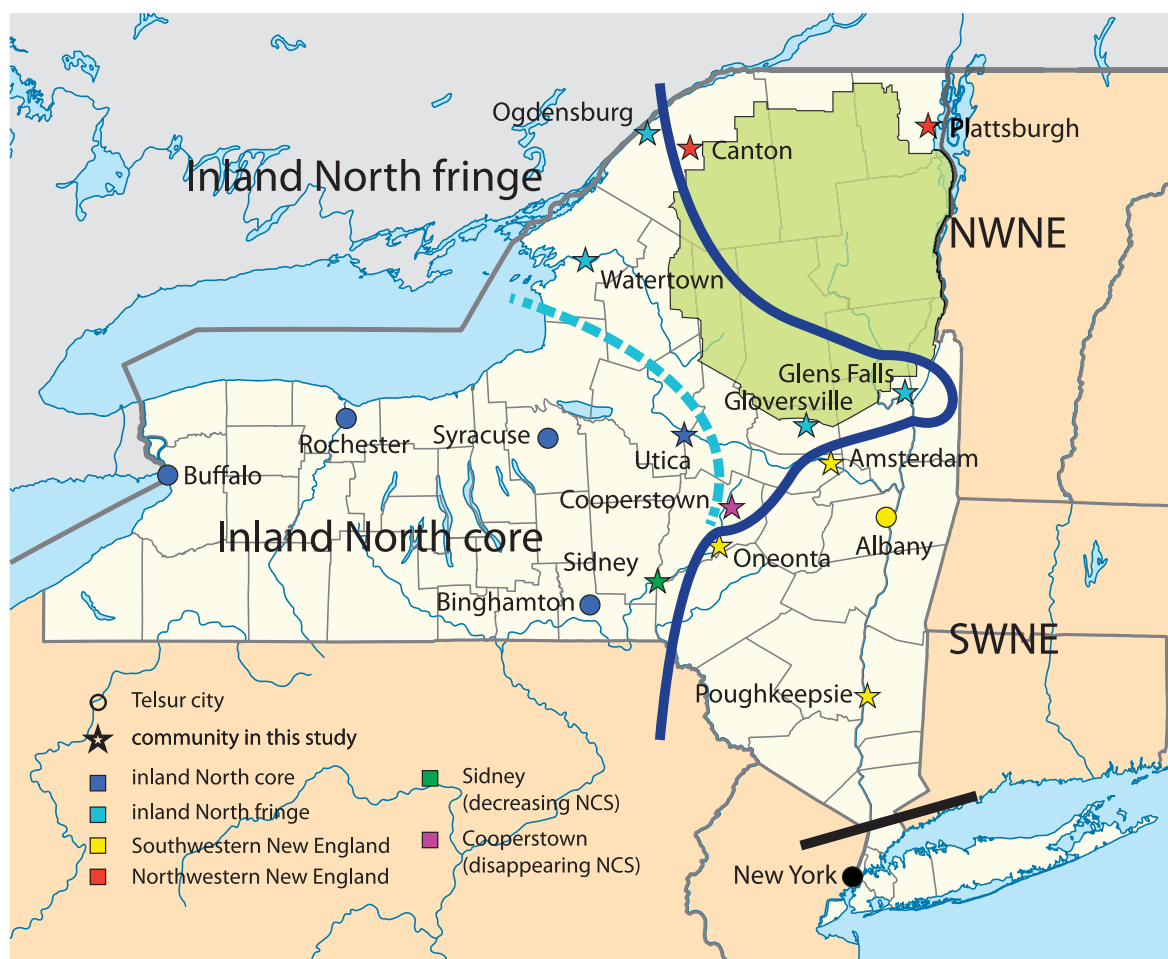 Ogdensburg
Plattsburgh
Canton
Inland North fringe
NWNE
Watertown
Glens Falls
Gloversville
Rochester
Syracuse
Utica
Amsterdam
Buffalo
Cooperstown
Inland North core
Albany
Oneonta
Sidney
Binghamton
SWNE
Poughkeepsie
Telsur city
community in this study
inland North core
inland North fringe
Southwestern New England
Northwestern New England
Sidney
(decreasing NCS)
Cooperstown
(disappearing NCS)
New York